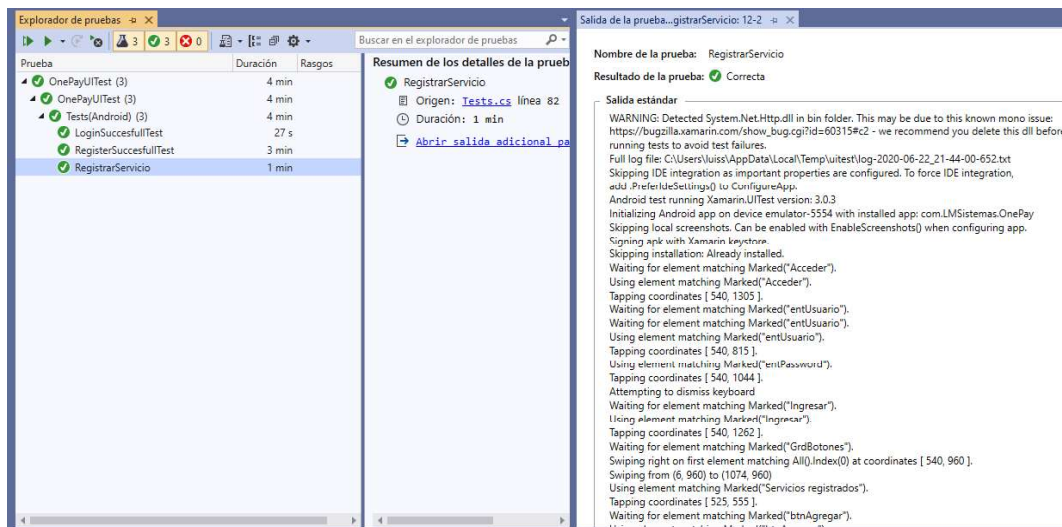 Explorador de pruebas
3 3 0
Buscar en el explorador de pruebas
Prueba Duración Rasgos
OnePayUITest (3) 4 min
OnePayUITest (3) 4 min
Tests(Android) (3) 4 min
LoginSuccesfullTest 27 s
RegisterSuccesfullTest 3 min
RegistrarServicio 1 min
Resumen de los detalles de la prueb
RegistrarServicio
Origen: Tests.cs línea 82
Duración: 1 min
Abrir salida adicional pa
Salida de la prueba...gistrarServicio: 12-2
Nombre de la prueba: RegistrarServicio
Resultado de la prueba: Correcta
Salida estándar
WARNING: Detected System.Net.Http.dll in bin folder. This may be due to this known mono issue:
https://bugzilla.xamarin.com/show_bug.cgi?id=60315#c2 - we recommend you delete this dll before
running tests to avoid test failures.
Full log file: C:\Users\luiss\AppData\Local\Temp\uitest\log-2020-06-22_21-44-00-652.txt
Skipping IDE integration as important properties are configured. To force IDE integration,
add .PreferIdeSettings() to ConfigureApp.
Android test running Xamarin.UITest version: 3.0.3
Initializing Android app on device emulator-5554 with installed app: com.LMSistemas.OnePay
Skipping local screenshots. Can be enabled with EnableScreenshots() when configuring app.
Signing apk with Xamarin keystore.
Skipping installation: Already installed.
Waiting for element matching Marked("Acceder").
Using element matching Marked("Acceder").
Tapping coordinates [ 540, 1305 ].
Waiting for element matching Marked("entUsuario").
Waiting for element matching Marked("entUsuario").
Using element matching Marked("entUsuario").
Tapping coordinates [ 540, 815 ].
Using element matching Marked("entPassword").
Tapping coordinates [ 540, 1044 ].
Attempting to dismiss keyboard
Waiting for element matching Marked("Ingresar").
Using element matching Marked("Ingresar").
Tapping coordinates [ 540, 1262 ].
Waiting for element matching Marked("GrdBotones").
Swiping right on first element matching All().Index(0) at coordinates [ 540, 960 ].
Swiping from (6, 960) to (1074, 960)
Using element matching Marked("Servicios registrados").
Tapping coordinates [ 525, 555 ].
Waiting for element matching Marked("btnAgregar").